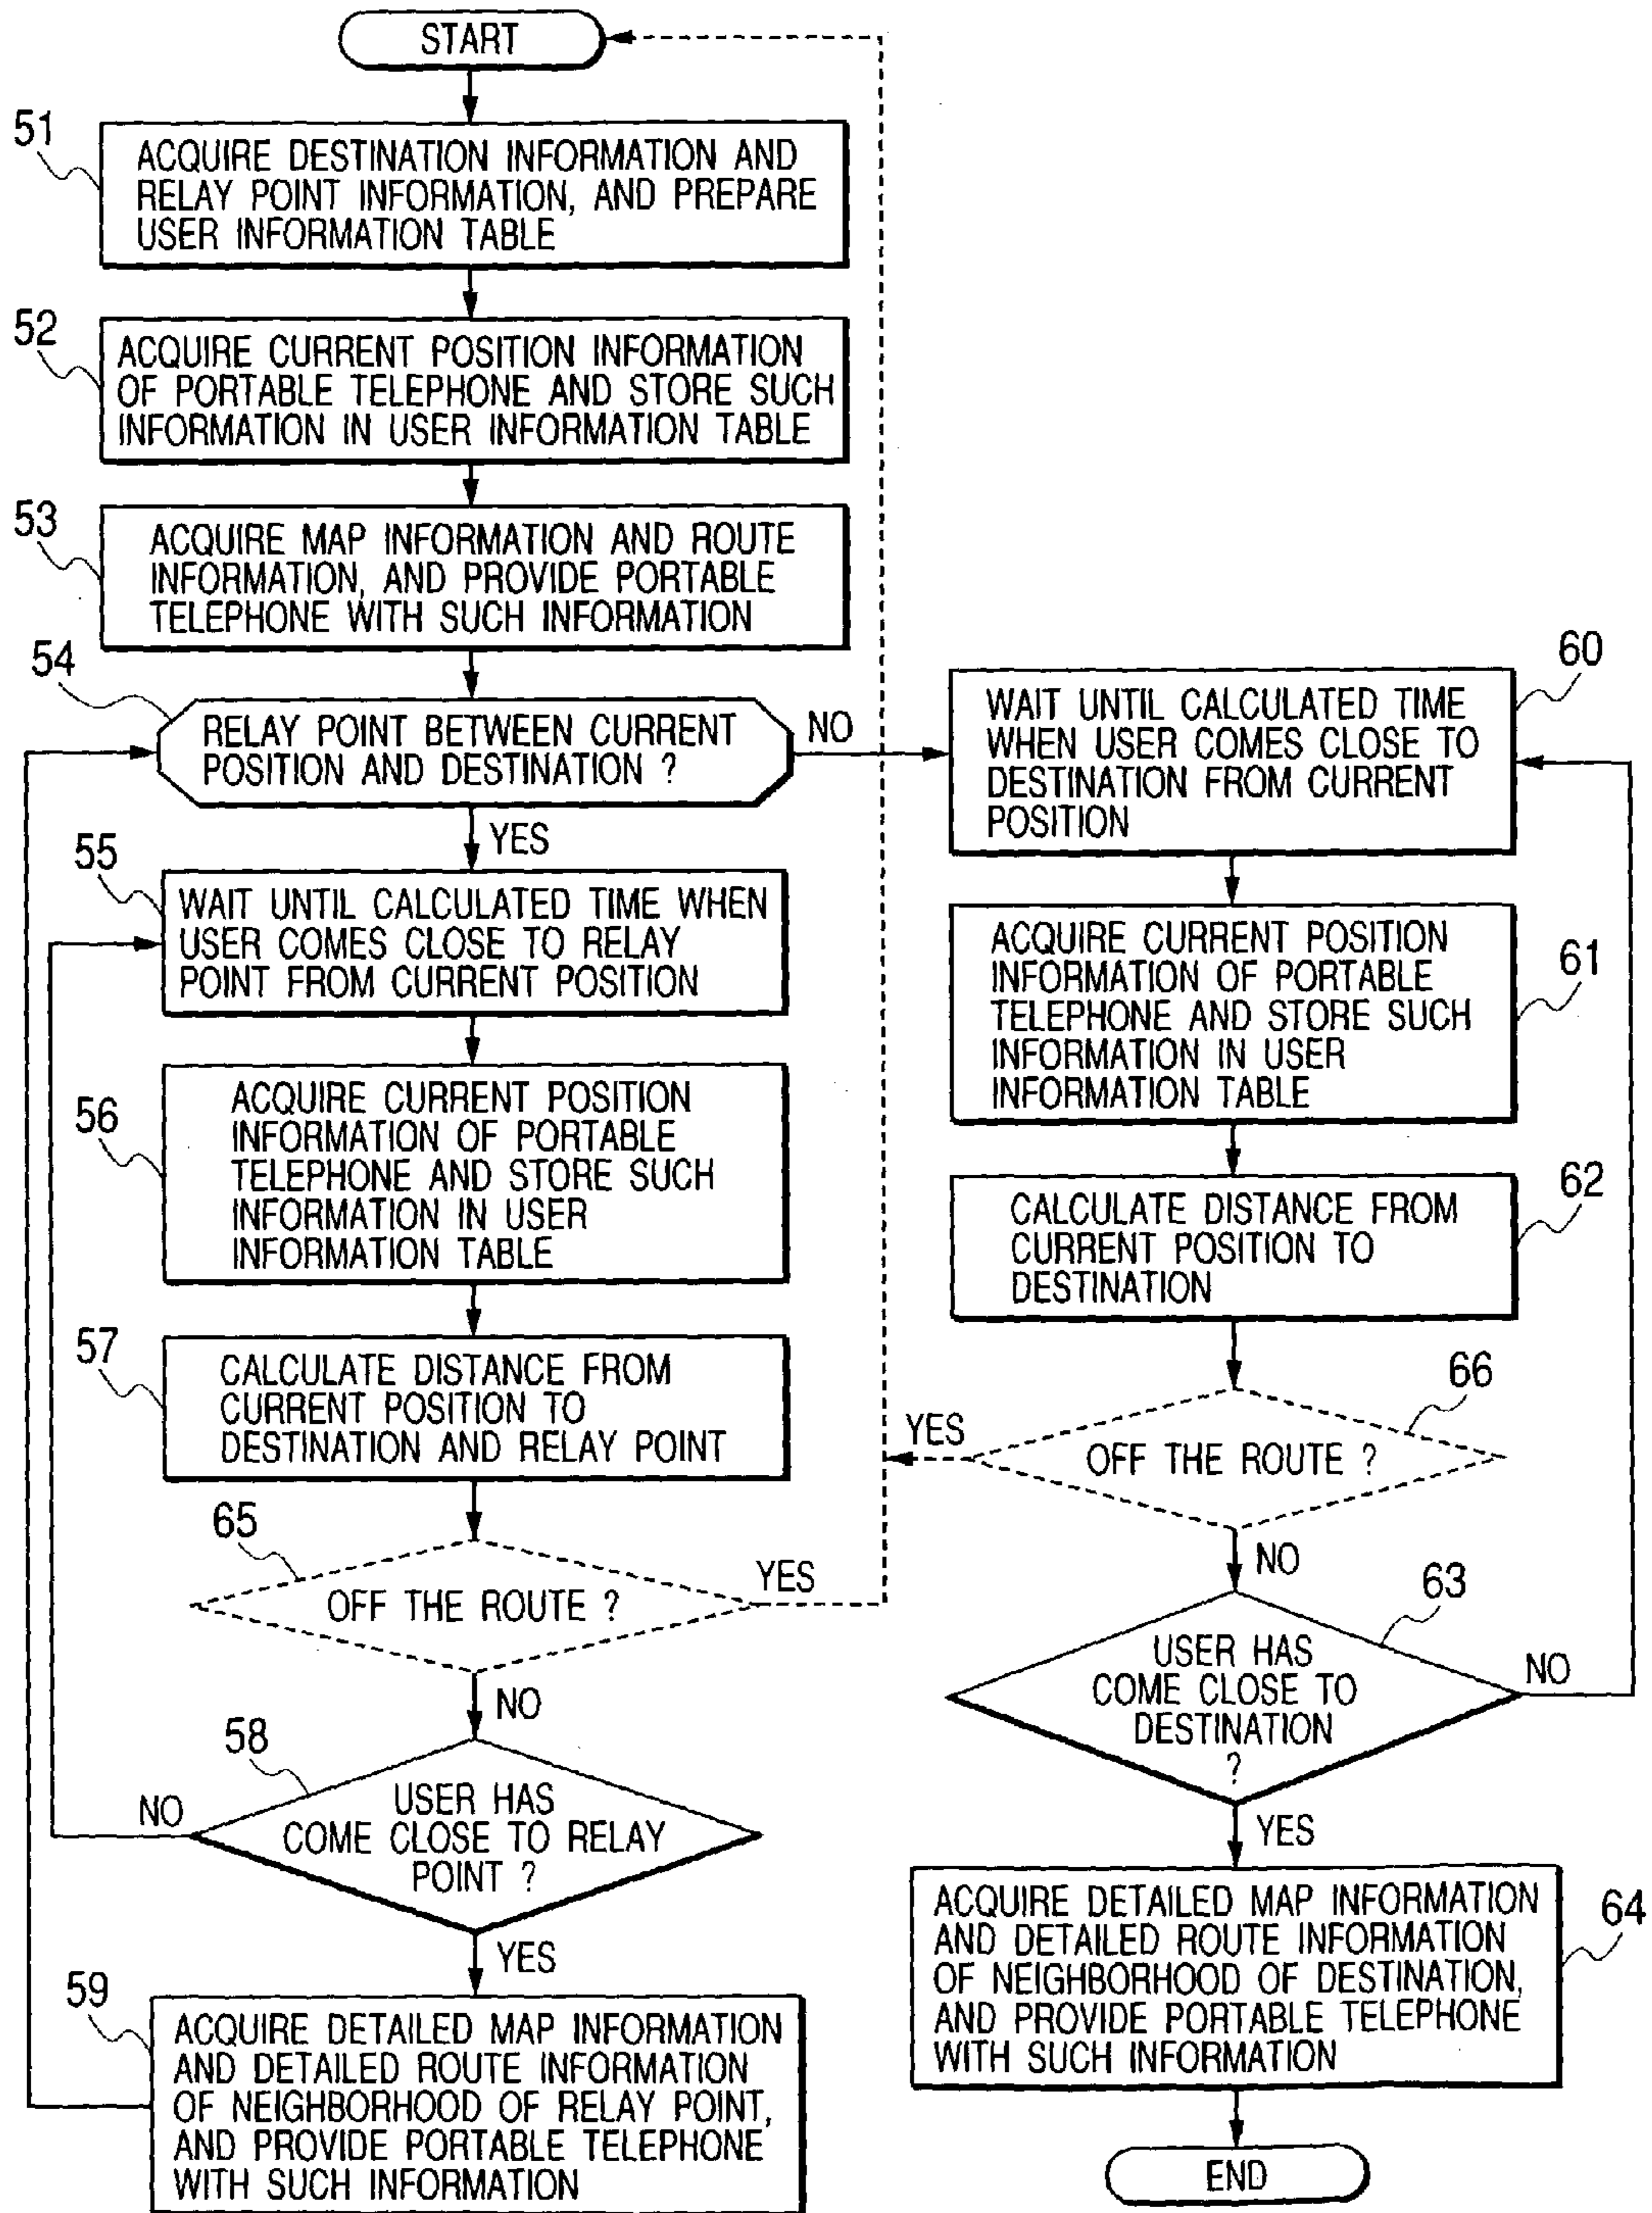 START
51
ACQUIRE DESTINATION INFORMATION AND
RELAY POINT INFORMATION, AND PREPARE
USER INFORMATION TABLE
52
ACQUIRE CURRENT POSITION INFORMATION
OF PORTABLE TELEPHONE AND STORE SUCH
INFORMATION IN USER INFORMATION TABLE
53
ACQUIRE MAP INFORMATION AND ROUTE
INFORMATION, AND PROVIDE PORTABLE
TELEPHONE WITH SUCH INFORMATION
54
RELAY POINT BETWEEN CURRENT
POSITION AND DESTINATION ?
NO
YES
55
WAIT UNTIL CALCULATED TIME WHEN
USER COMES CLOSE TO RELAY
POINT FROM CURRENT POSITION
56
ACQUIRE CURRENT POSITION
INFORMATION OF PORTABLE
TELEPHONE AND STORE SUCH
INFORMATION IN USER
INFORMATION TABLE
57
CALCULATE DISTANCE FROM
CURRENT POSITION TO
DESTINATION AND RELAY POINT
65
OFF THE ROUTE ?
YES
NO
58
USER HAS
COME CLOSE TO RELAY
POINT ?
NO
YES
59
ACQUIRE DETAILED MAP INFORMATION
AND DETAILED ROUTE INFORMATION
OF NEIGHBORHOOD OF RELAY POINT,
AND PROVIDE PORTABLE TELEPHONE
WITH SUCH INFORMATION
60
WAIT UNTIL CALCULATED TIME
WHEN USER COMES CLOSE TO
DESTINATION FROM CURRENT
POSITION
61
ACQUIRE CURRENT POSITION
INFORMATION OF PORTABLE
TELEPHONE AND STORE SUCH
INFORMATION IN USER
INFORMATION TABLE
62
CALCULATE DISTANCE FROM
CURRENT POSITION TO
DESTINATION
66
OFF THE ROUTE ?
YES
NO
63
USER HAS
COME CLOSE TO
DESTINATION
?
NO
YES
64
ACQUIRE DETAILED MAP INFORMATION
AND DETAILED ROUTE INFORMATION
OF NEIGHBORHOOD OF DESTINATION,
AND PROVIDE PORTABLE TELEPHONE
WITH SUCH INFORMATION
END